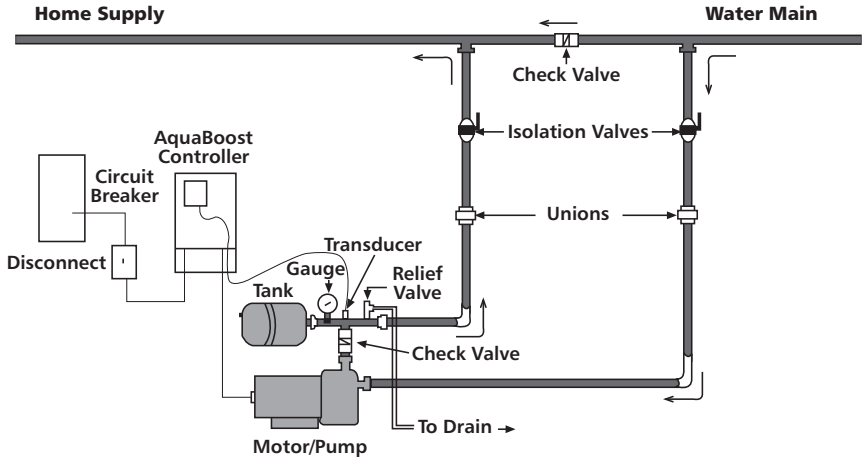 Home Supply
Water Main
Check Valve
Isolation Valves
AquaBoost
Controller
Circuit
Breaker
Unions
Disconnect
Transducer
Gauge
Relief
Valve
Tank
Check Valve
To Drain
Motor/Pump